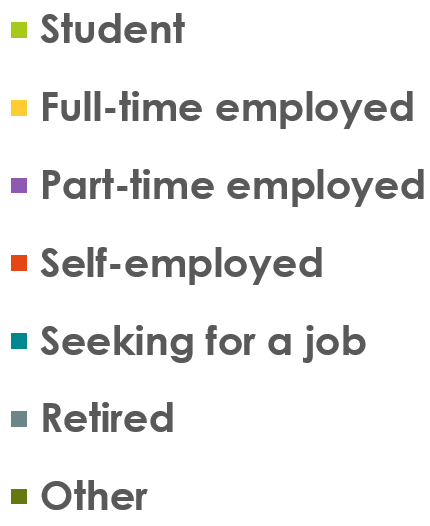 Student
Full-time employed
Part-time employed
Self-employed
Seeking for a job
Retired
Other